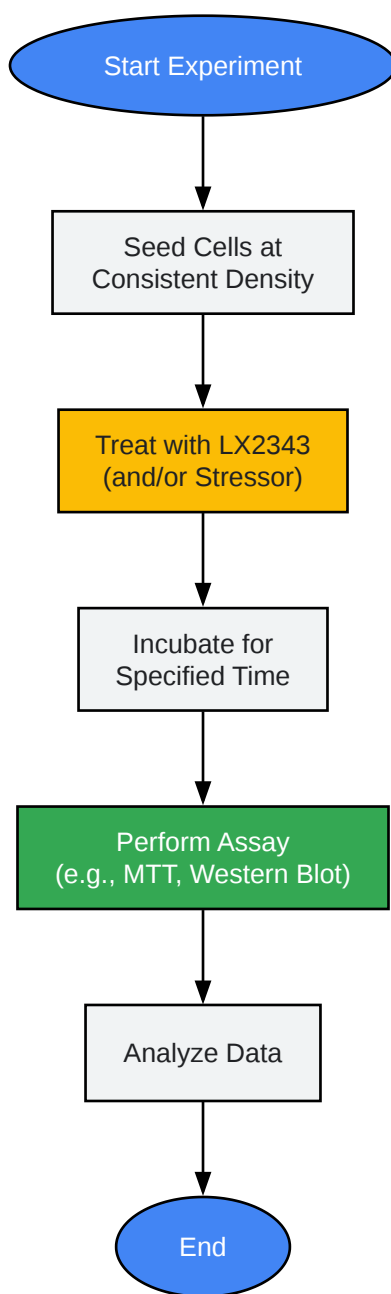 Start Experiment
Seed Cells at
Consistent Density
Treat with LX2343
(and/or Stressor)
Incubate for
Specified Time
Perform Assay
(e.g., MTT, Western Blot)
Analyze Data
End